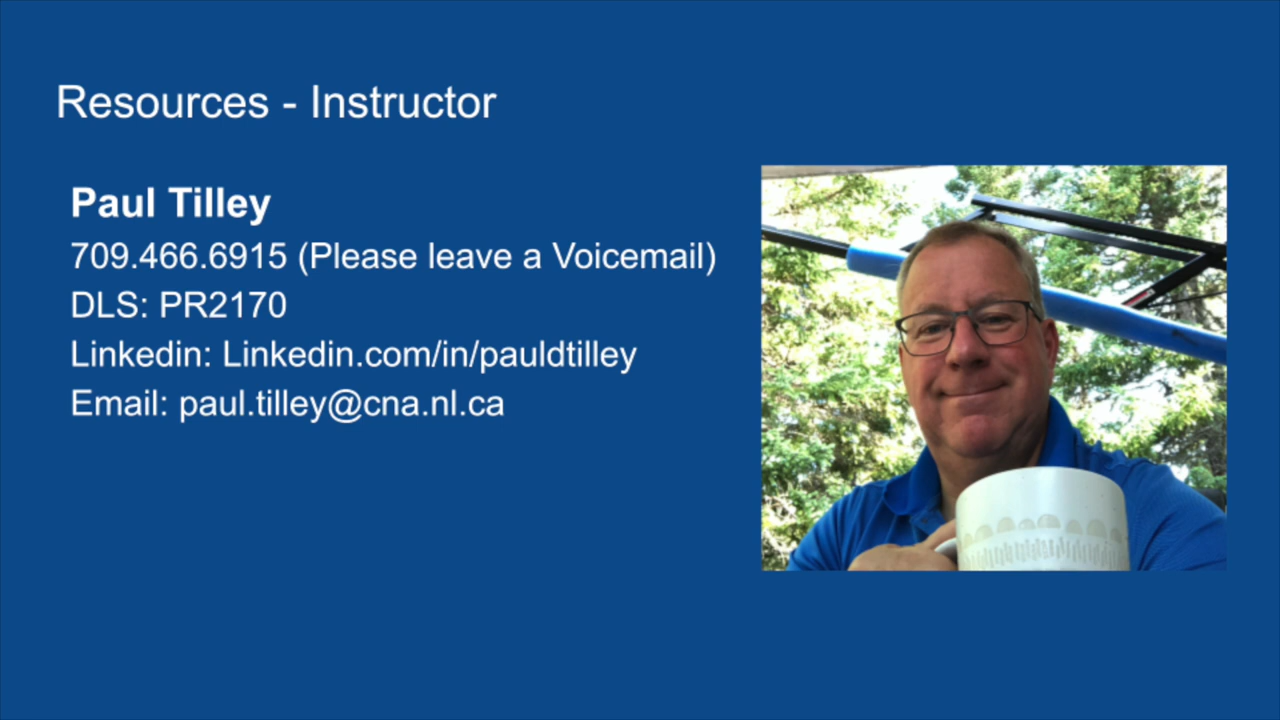 Resources - Instructor
Paul Tilley
709.466.6915 (Please leave a Voicemail)
DLS: PR2170
Linkedin: Linkedin.com/in/pauldtilley
Email: paul.tilley@cna.nl.ca